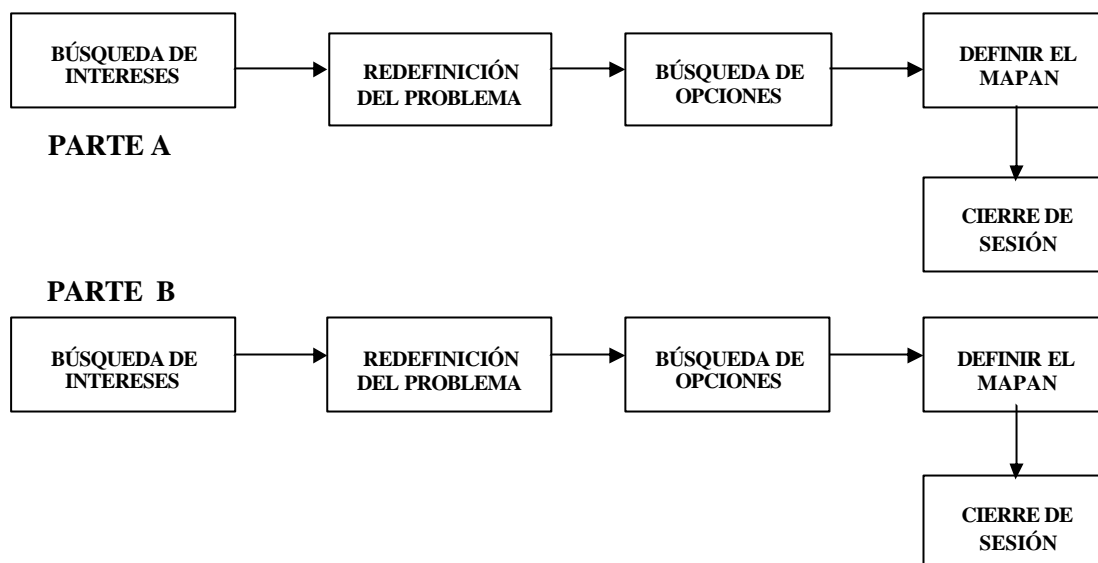 BÚSQUEDA DE
INTERESES
REDEFINICIÓN
DEL PROBLEMA
BÚSQUEDA DE
OPCIONES
DEFINIR EL
MAPAN
PARTE A
CIERRE DE
SESIÓN
PARTE B
BÚSQUEDA DE
INTERESES
REDEFINICIÓN
DEL PROBLEMA
BÚSQUEDA DE
OPCIONES
DEFINIR EL
MAPAN
CIERRE DE
SESIÓN